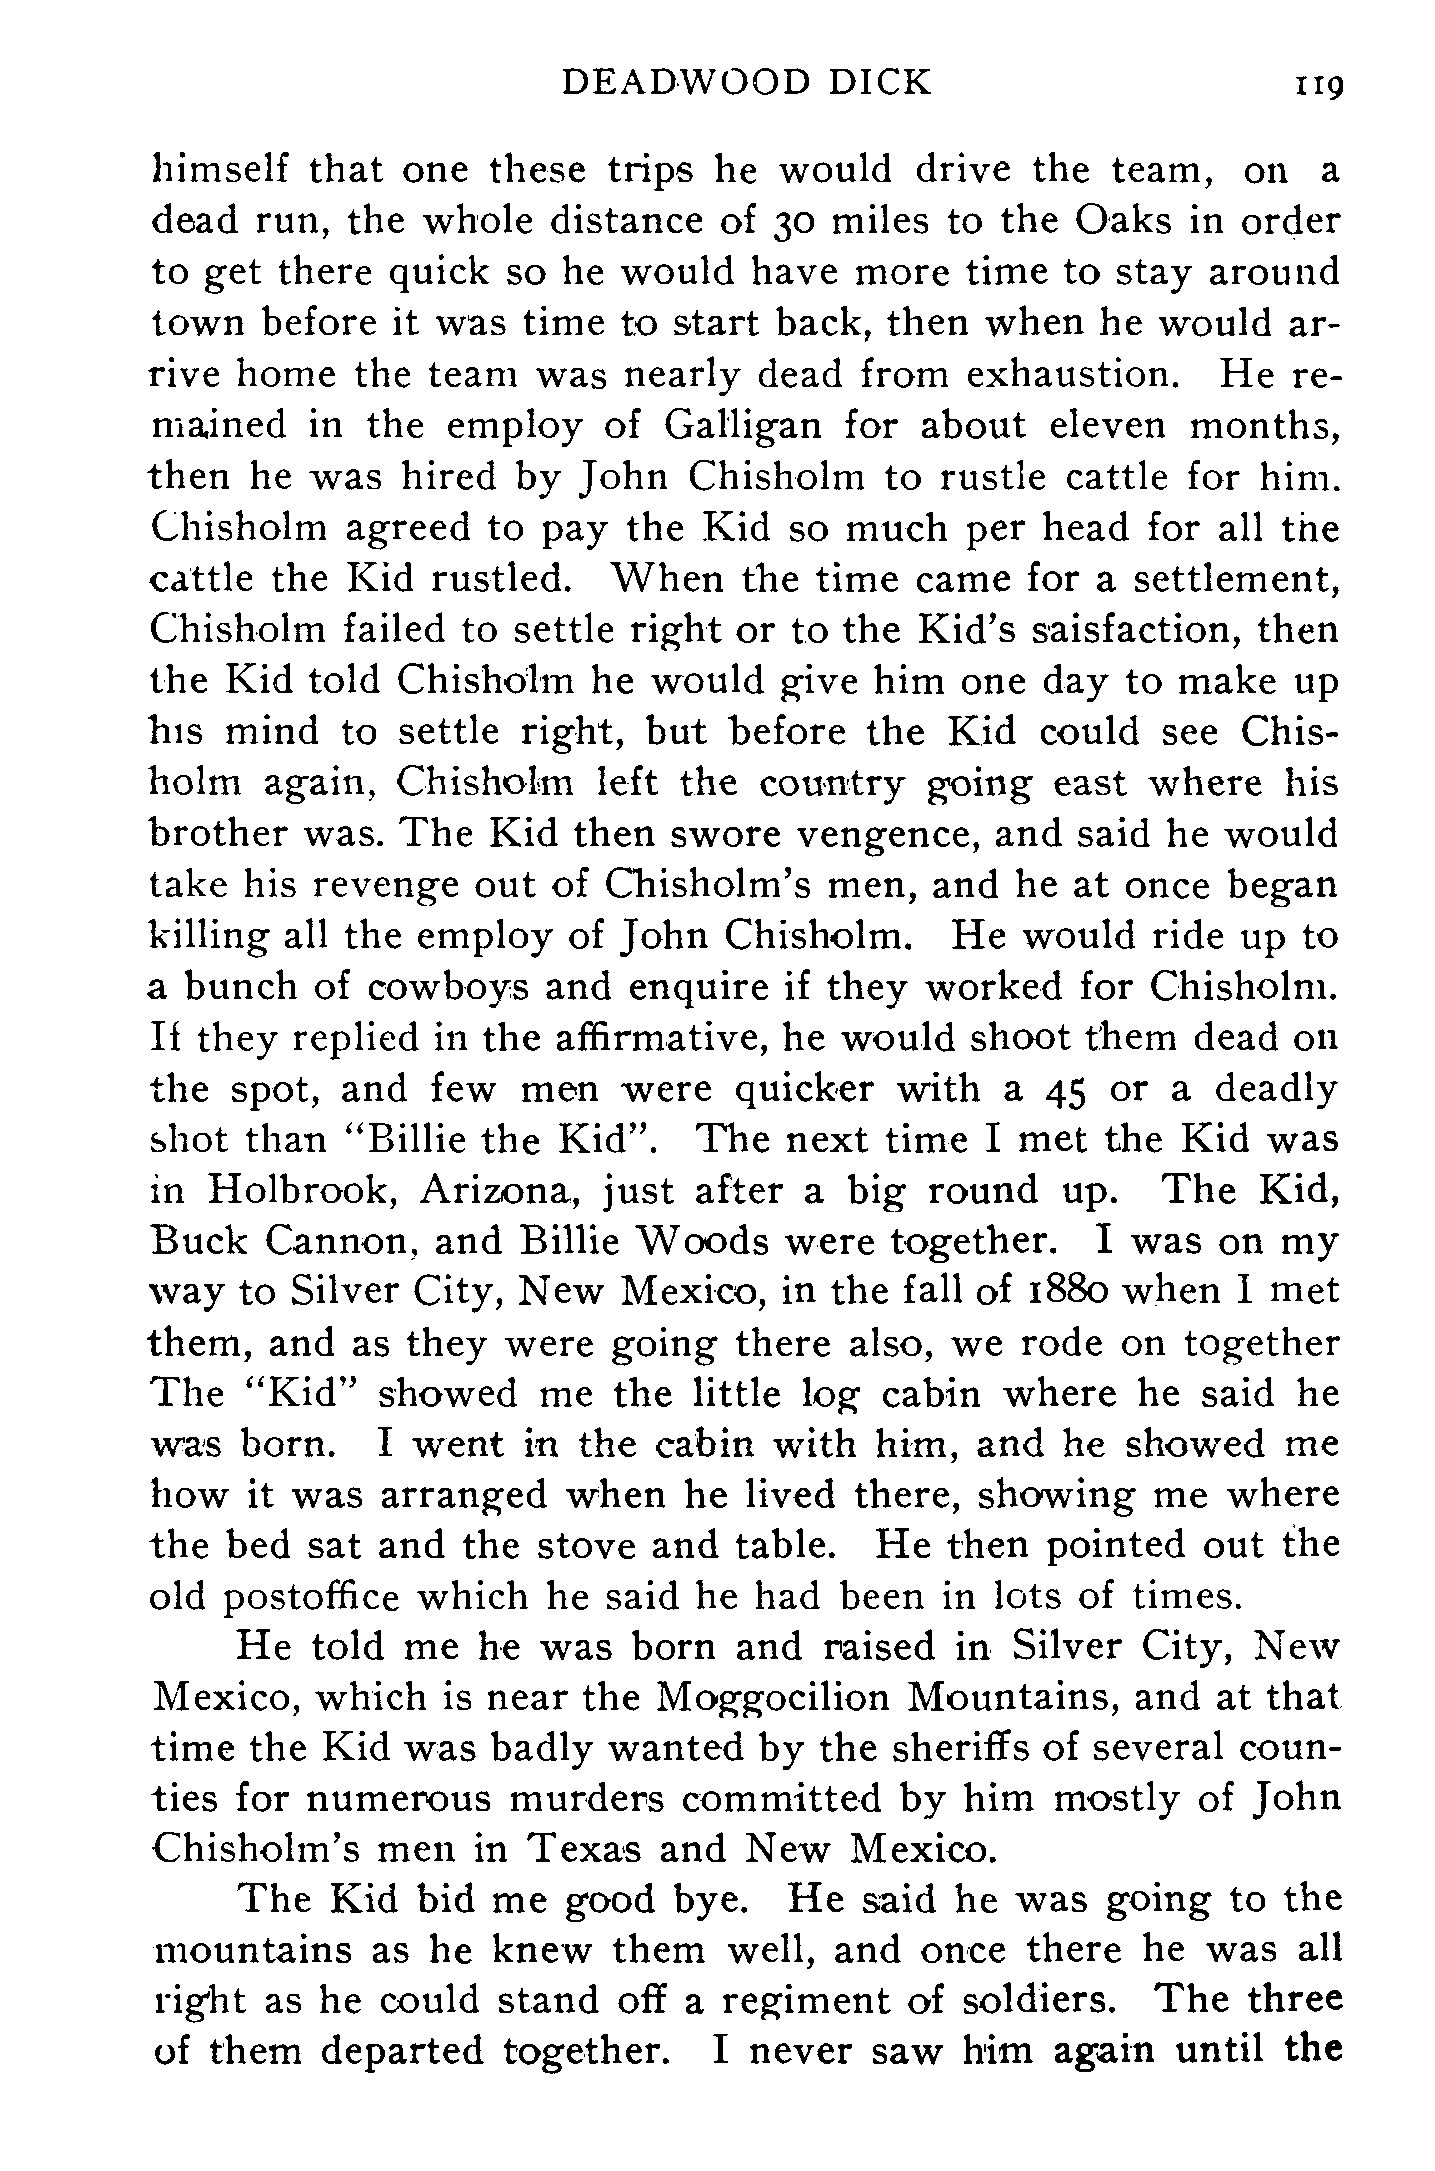 DEADWOOD DICK 119
himself that one these trips he would drive the team, on a
dead run, the whole distance of 30 miles to the Oaks in order
to get there quick so he would have more time to stay around
town before it was time to start back, then when he would ar-
rive home the team was nearly dead from exhaustion. He re-
mained in the employ of Galligan for about eleven months,
then he was hired by John Chisholm to rustle cattle for him.
Chisholm agreed to pay the Kid so much per head for all the
cattle the Kid rustled. When the time came for a settlement,
Chisholm failed to settle right or to the Kid's saisfaction, then
the Kid told Chisholm he would give him one day to make up
his mind to settle right, but before the Kid could see Chis-
holm again, Chisholm left the country going east where his
brother was. The Kid then swore vengence, and said he would
take his revenge out of Chisholm's men, and he at once began
killing all the employ of John Chisholm. He would ride up to
a bunch of cowboys and enquire if they worked for Chisholm.
If they replied in the affirmative, he would shoot them dead on
the spot, and few men were quicker with a 45 or a deadly
shot than "Billie the Kid". The next time I met the Kid was
in Holbrook, Arizona, just after a big round up. The Kid,
Buck Cannon, and Billie Woods were together. I was on my
way to Silver City, New Mexico, in the fall of 1880 when I met
them, and as they were going there also, we rode on together
The "Kid" showed me the little log cabin where he said he
was born. I went in the cabin with him, and he showed me
how it was arranged when he lived there, showing me where
the bed sat and the stove and table. He then pointed out the
old postoffice which he said he had been in lots of times.
He told me he was born and raised in Silver City, New
Mexico, which is near the Moggocilion Mountains, and at that
time the Kid was badly wanted by the sheriffs of several coun-
ties for numerous murders committed by him mostly of John
Chisholm's men in Texas and New Mexico.
The Kid bid me good bye. He said he was going to the
mountains as he knew them well, and once there he was all
right as he could stand off a regiment of soldiers. The three
of them departed together. I never saw him again until the